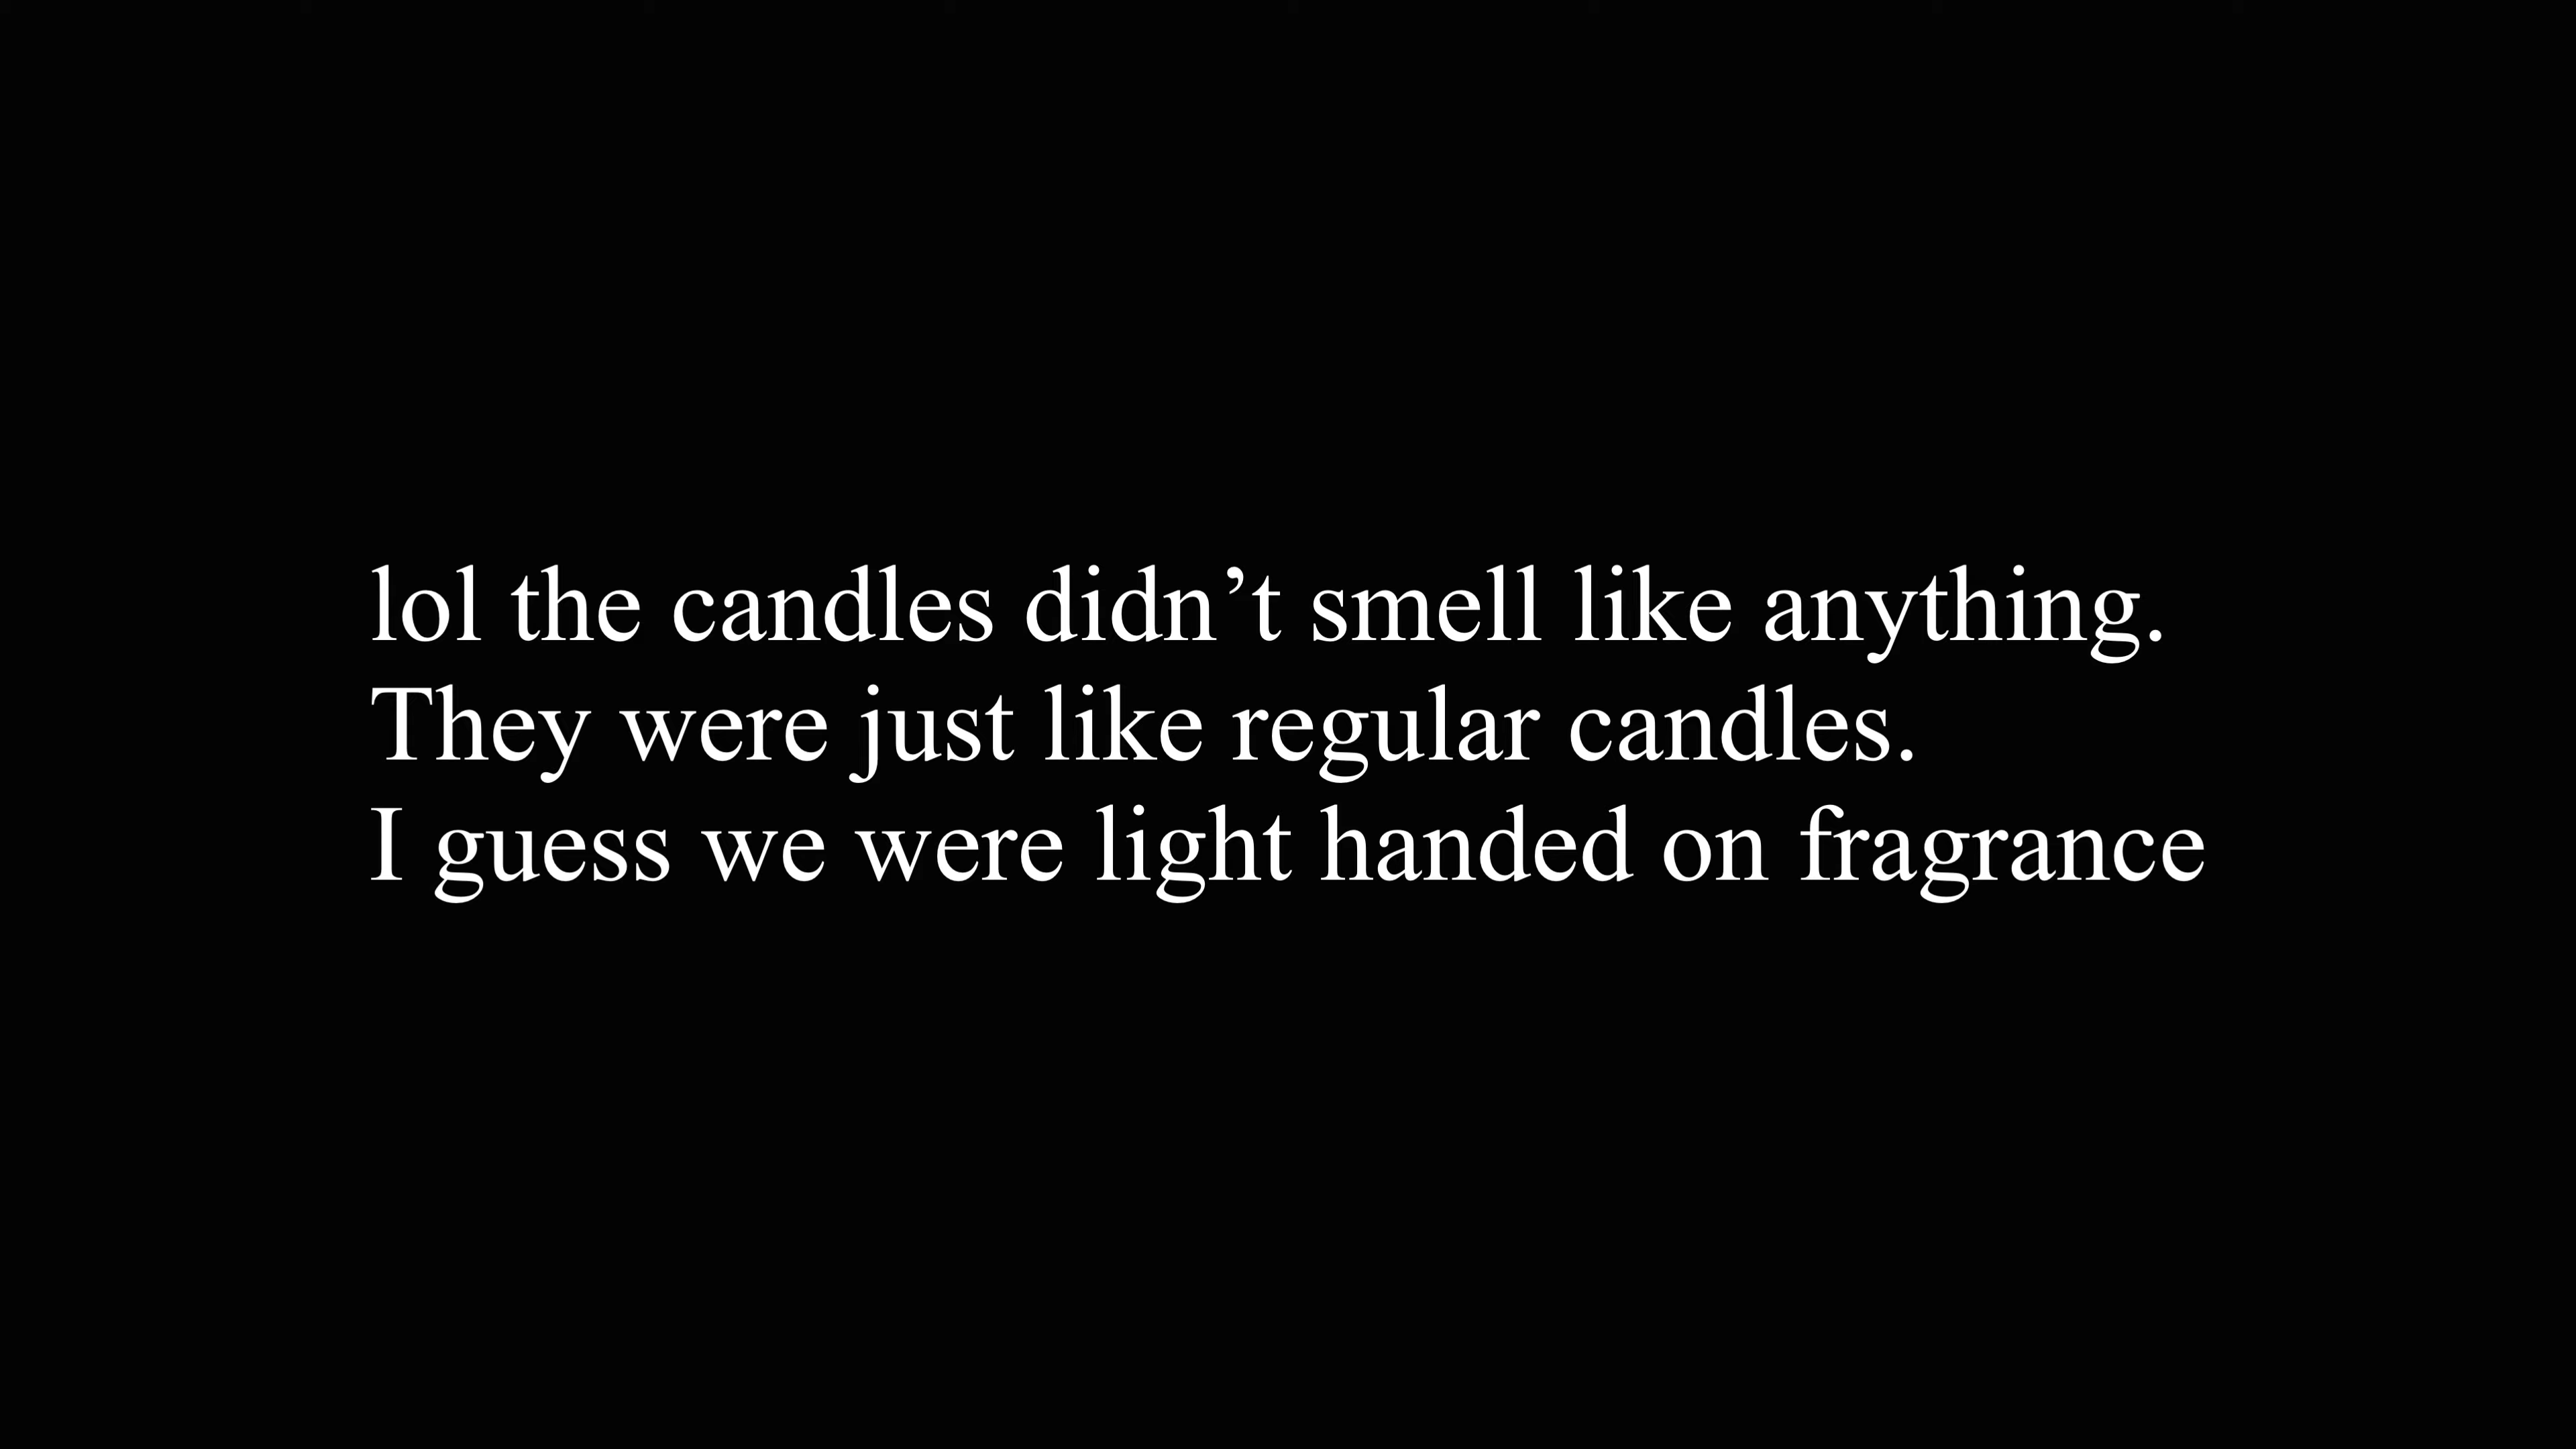 lol the candles didn’t smell like anything.
They were just like regular candles.
I guess we were light handed on fragrance